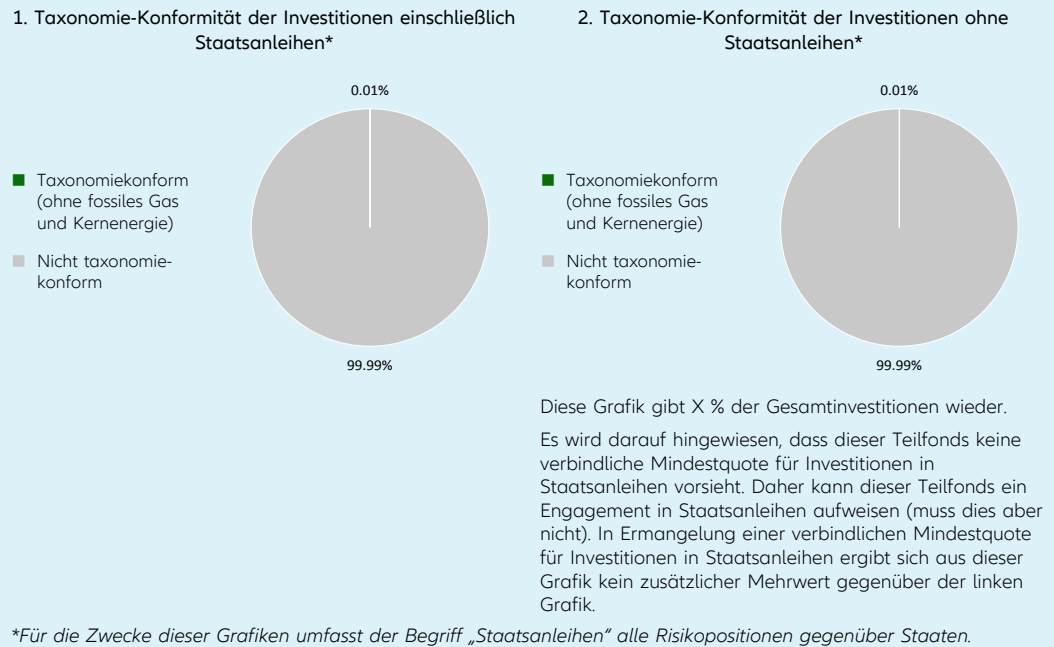 1. Taxonomie-Konformität der Investitionen einschließlich
Staatsanleihen*
0.01%
Taxonomiekonform
(ohne fossiles Gas
und Kernenergie)
Nicht taxonomie-
konform
99.99%
2. Taxonomie-Konformität der Investitionen ohne
Staatsanleihen*
0.01%
Taxonomiekonform
(ohne fossiles Gas
und Kernenergie)
Nicht taxonomie-
konform
99.99%
Diese Grafik gibt X % der Gesamtinvestitionen wieder.
Es wird darauf hingewiesen, dass dieser Teilfonds keine
verbindliche Mindestquote für Investitionen in
Staatsanleihen vorsieht. Daher kann dieser Teilfonds ein
Engagement in Staatsanleihen aufweisen (muss dies aber
nicht). In Ermangelung einer verbindlichen Mindestquote
für Investitionen in Staatsanleihen ergibt sich aus dieser
Grafik kein zusätzlicher Mehrwert gegenüber der linken
Grafik.
*Für die Zwecke dieser Grafiken umfasst der Begriff „Staatsanleihen“ alle Risikopositionen gegenüber Staaten.